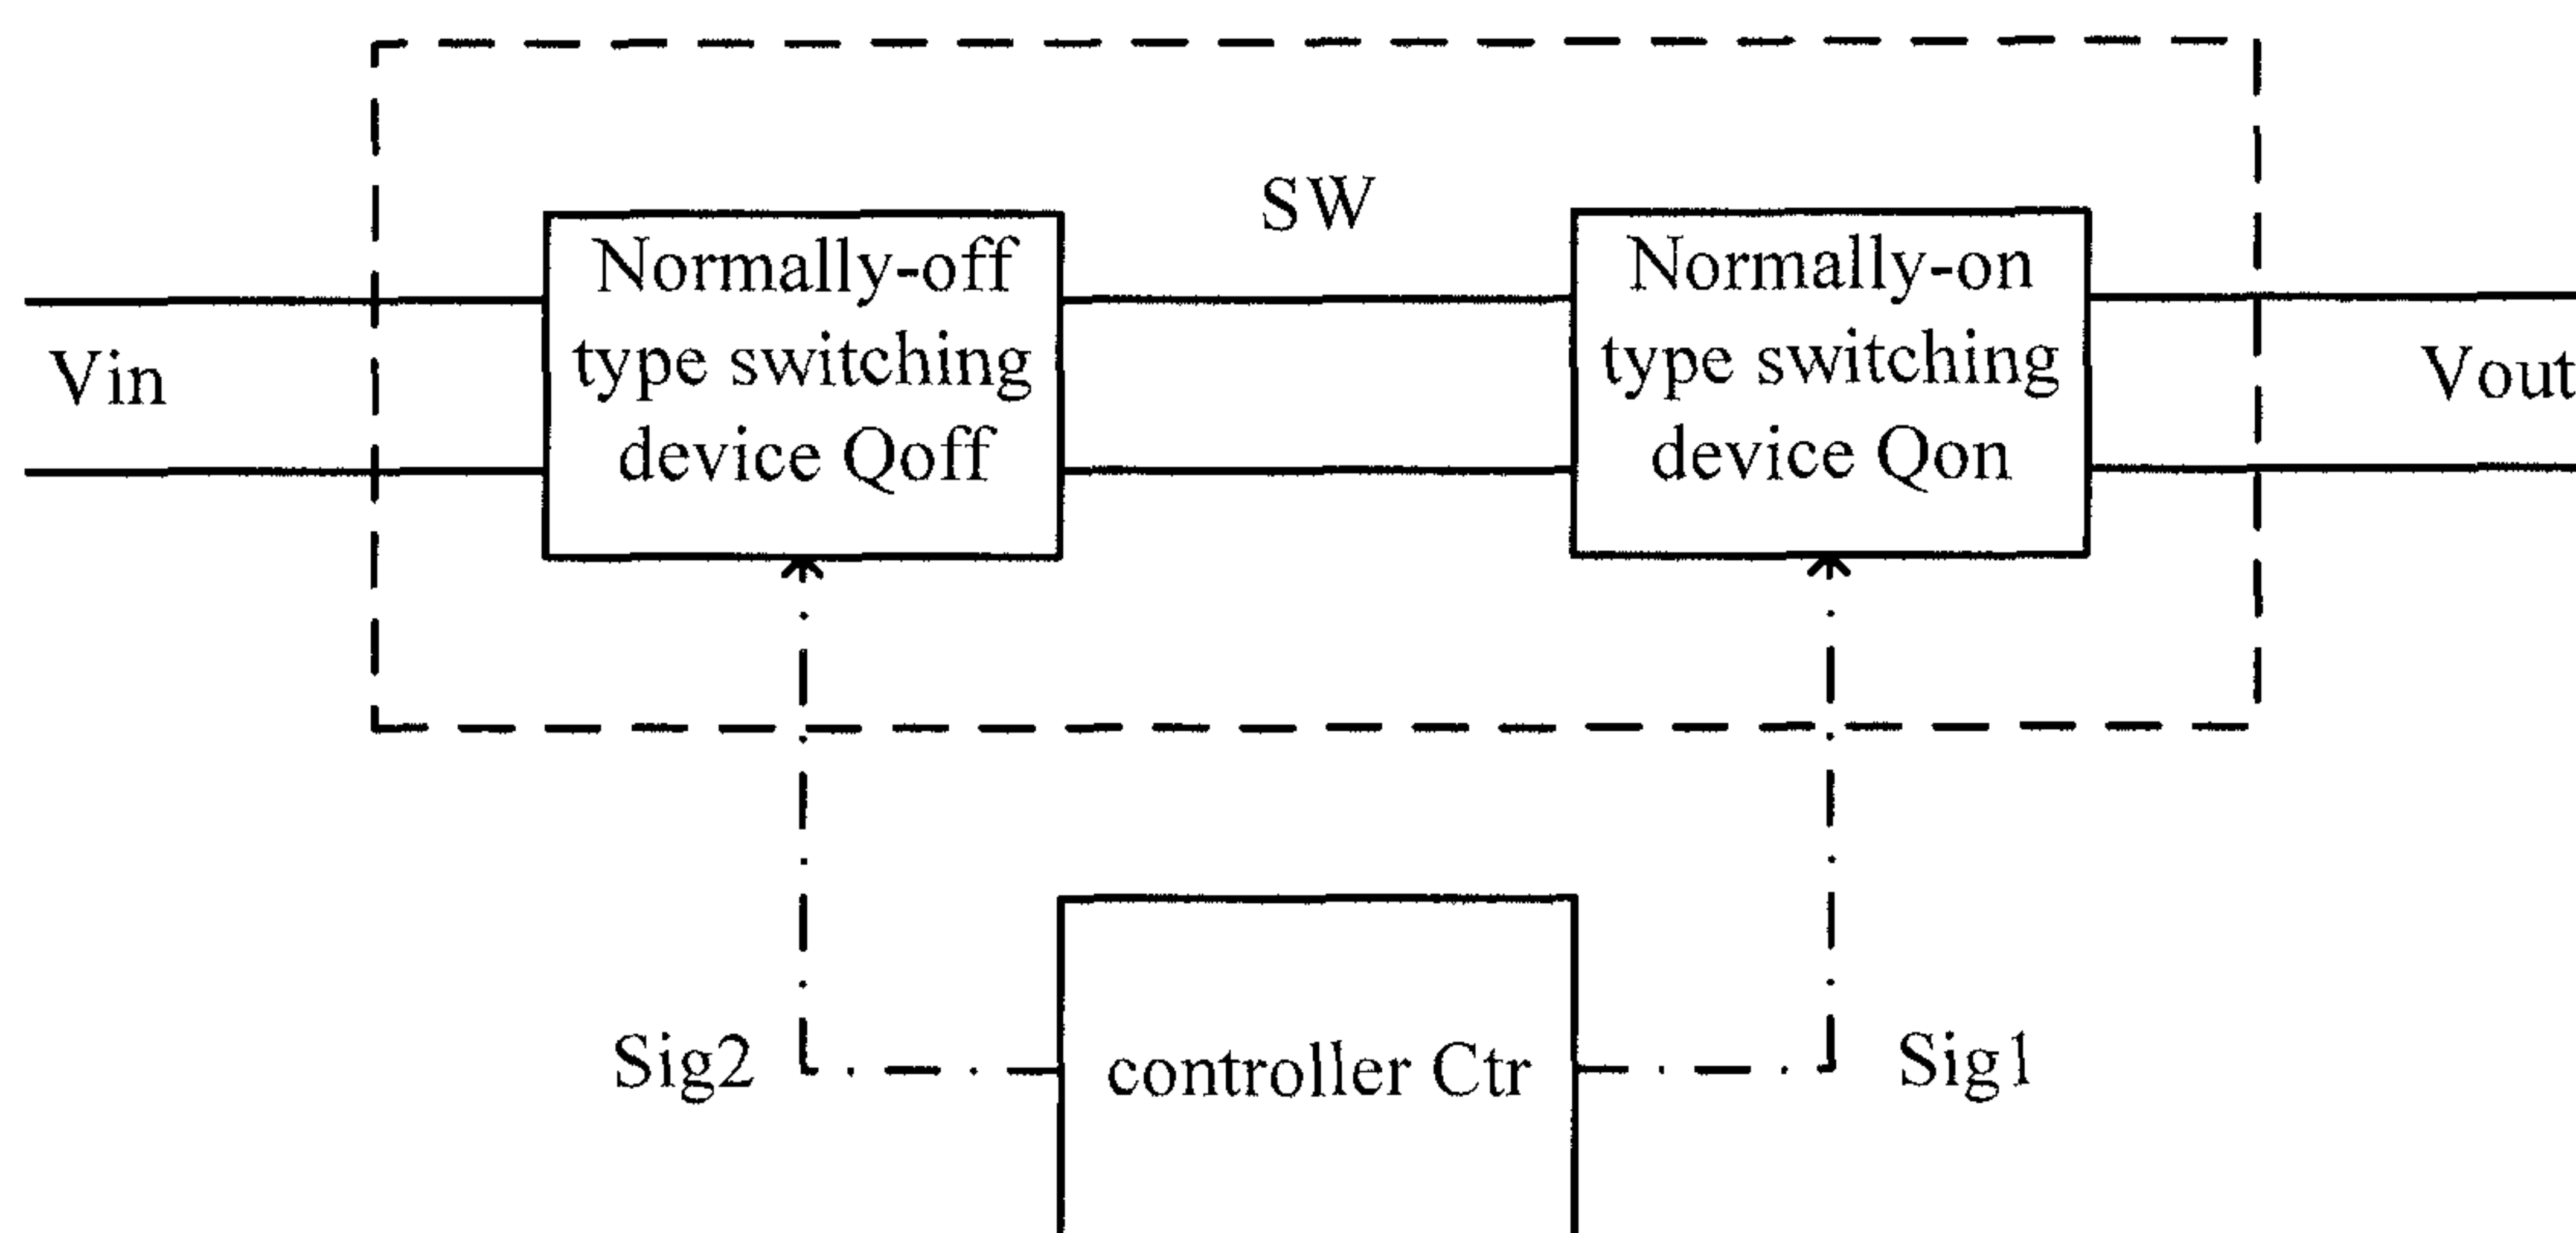 SW
Normally-off
type switching
device Qoff
Normally-on
type switching
device Qon
Vin
Vout
Sig2
controller Ctr
Sig1